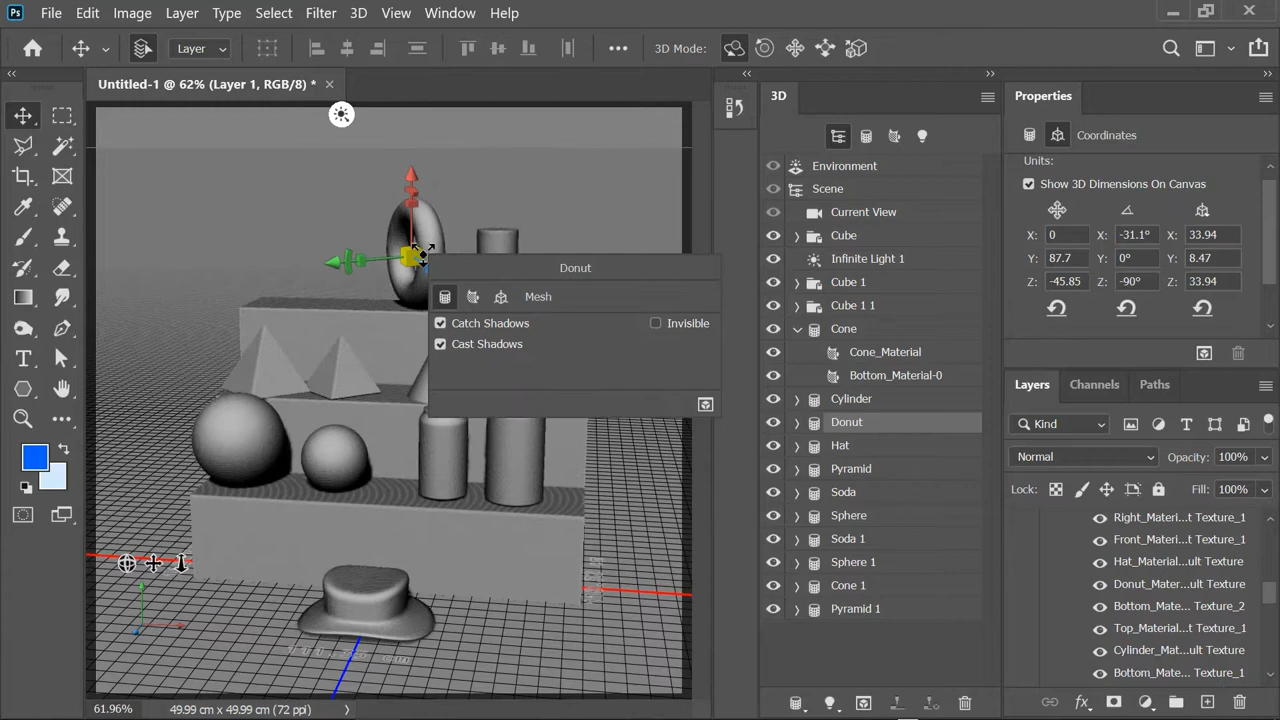 Ps File Edit Image Layer Type Select Filter 3D View Window Help
Layer 3D Mode:
Untitled-1 @ 62% (Layer 1, RGB/8) *
Donut
Mesh
Catch Shadows Invisible
Cast Shadows
61.96% 49.99 cm x 49.99 cm (72 ppi)
3D
Environment
Scene
Current View
Cube
Infinite Light 1
Cube 1
Cube 1 1
Cone
Cone_Material
Bottom_Material-0
Cylinder
Donut
Hat
Pyramid
Soda
Sphere
Soda 1
Sphere 1
Cone 1
Pyramid 1
Properties
Coordinates
Units:
Show 3D Dimensions On Canvas
X: 0 X: -31.1° X: 33.94
Y: 87.7 Y: 0° Y: 8.47
Z: -45.85 Z: -90° Z: 33.94
Layers Channels Paths
Kind
Normal Opacity: 100%
Lock: Fill: 100%
Right_Materi...t Texture_1
Front_Materi...t Texture_1
Hat_Material...ult Texture
Donut_Mater...ult Texture
Bottom_Mate... Texture_2
Top_Material...t Texture_1
Cylinder_Mat...ult Texture
Bottom_Mate... Texture_1